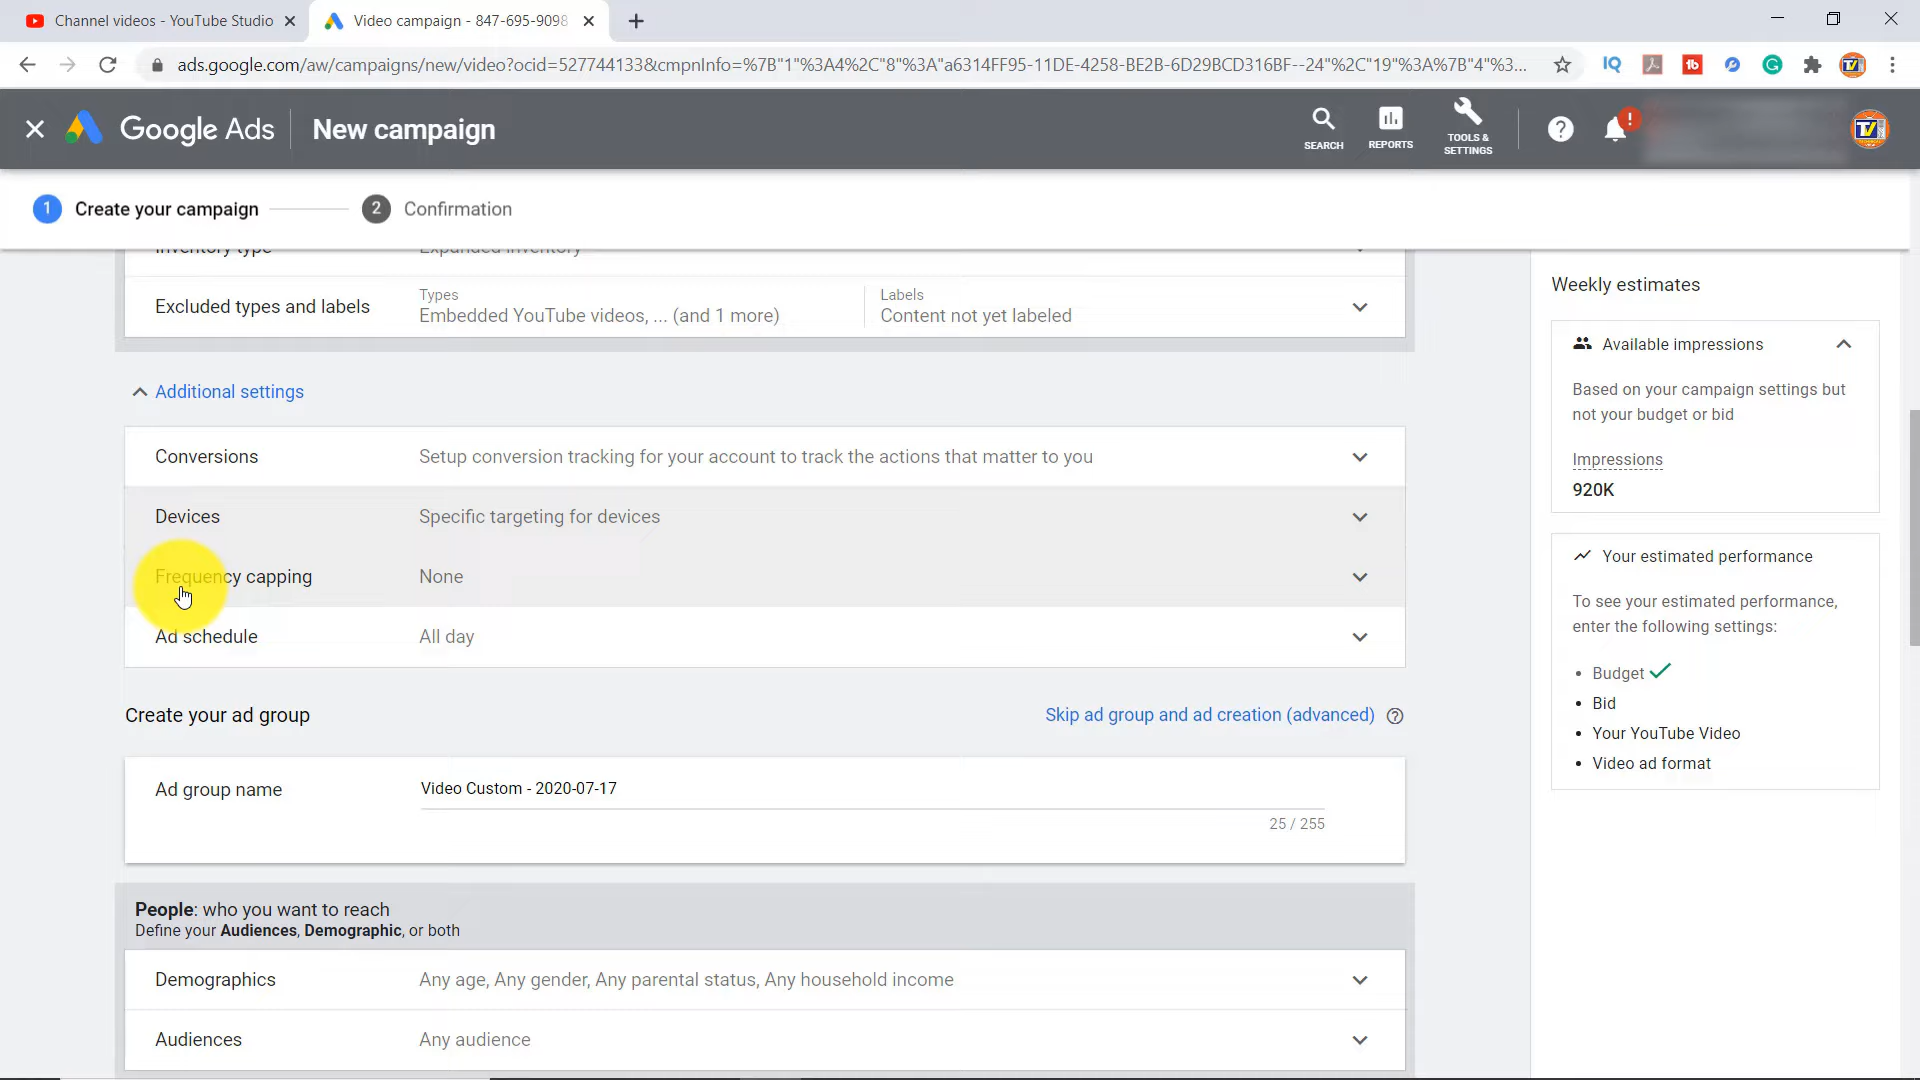 Channel videos - YouTube Studio
Video campaign - 847-695-9098
ads.google.com/aw/campaigns/new/video?ocid=527744133&cmpnInfo=%7B"1"%3A4%2C"8"%3A"a6314FF95-11DE-4258-BE2B-6D29BCD316BF--24"%2C"19"%3A%7B"4"%3...
Google Ads
New campaign
SEARCH
REPORTS
TOOLS &
SETTINGS
1 Create your campaign
2 Confirmation
Inventory type
Expanded inventory
Excluded types and labels
Types
Embedded YouTube videos, ... (and 1 more)
Labels
Content not yet labeled
Additional settings
Conversions
Setup conversion tracking for your account to track the actions that matter to you
Devices
Specific targeting for devices
Frequency capping
None
Ad schedule
All day
Create your ad group
Skip ad group and ad creation (advanced)
Ad group name
Video Custom - 2020-07-17
25 / 255
People: who you want to reach
Define your Audiences, Demographic, or both
Demographics
Any age, Any gender, Any parental status, Any household income
Audiences
Any audience
Weekly estimates
Available impressions
Based on your campaign settings but
not your budget or bid
Impressions
920K
Your estimated performance
To see your estimated performance,
enter the following settings:
• Budget
• Bid
• Your YouTube Video
• Video ad format